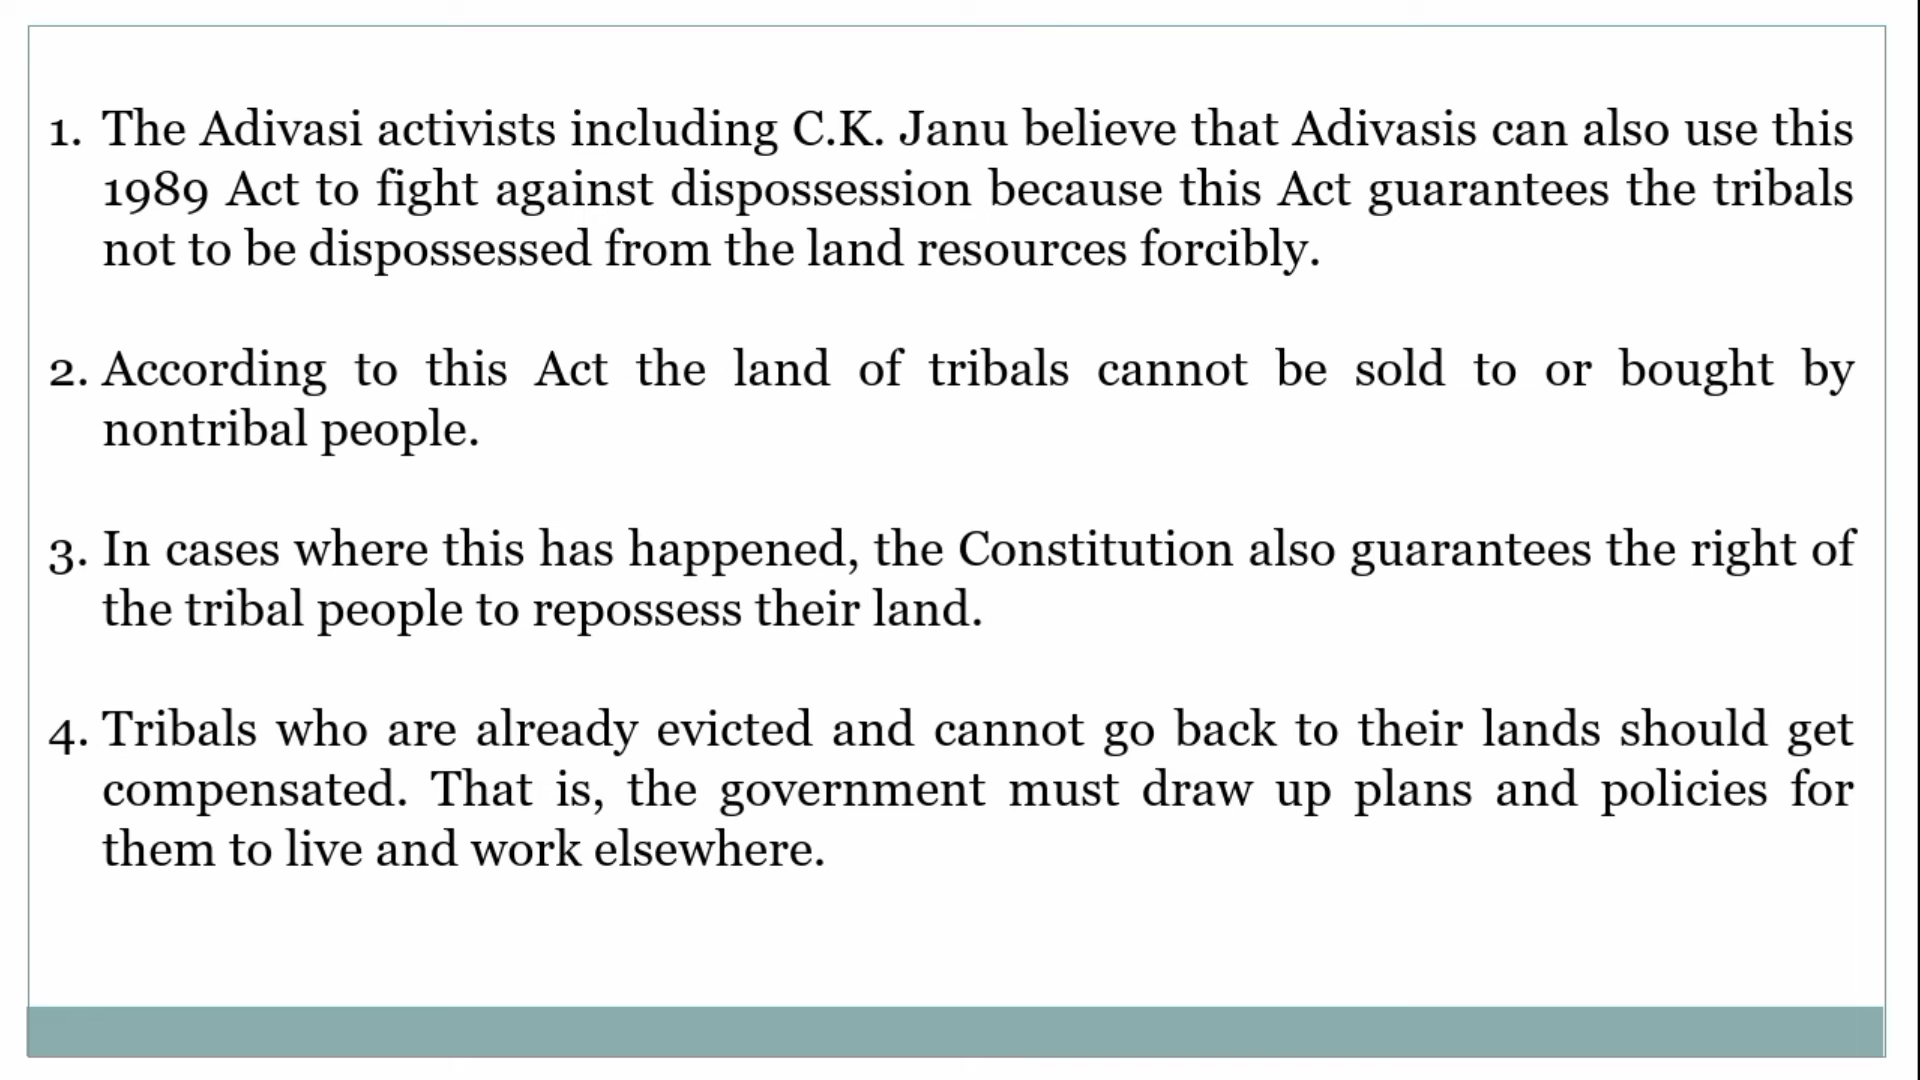 1. The Adivasi activists including C.K. Janu believe that Adivasis can also use this
1989 Act to fight against dispossession because this Act guarantees the tribals
not to be dispossessed from the land resources forcibly.
2. According to this Act the land of tribals cannot be sold to or bought by
nontribal people.
3. In cases where this has happened, the Constitution also guarantees the right of
the tribal people to repossess their land.
4. Tribals who are already evicted and cannot go back to their lands should get
compensated. That is, the government must draw up plans and policies for
them to live and work elsewhere.